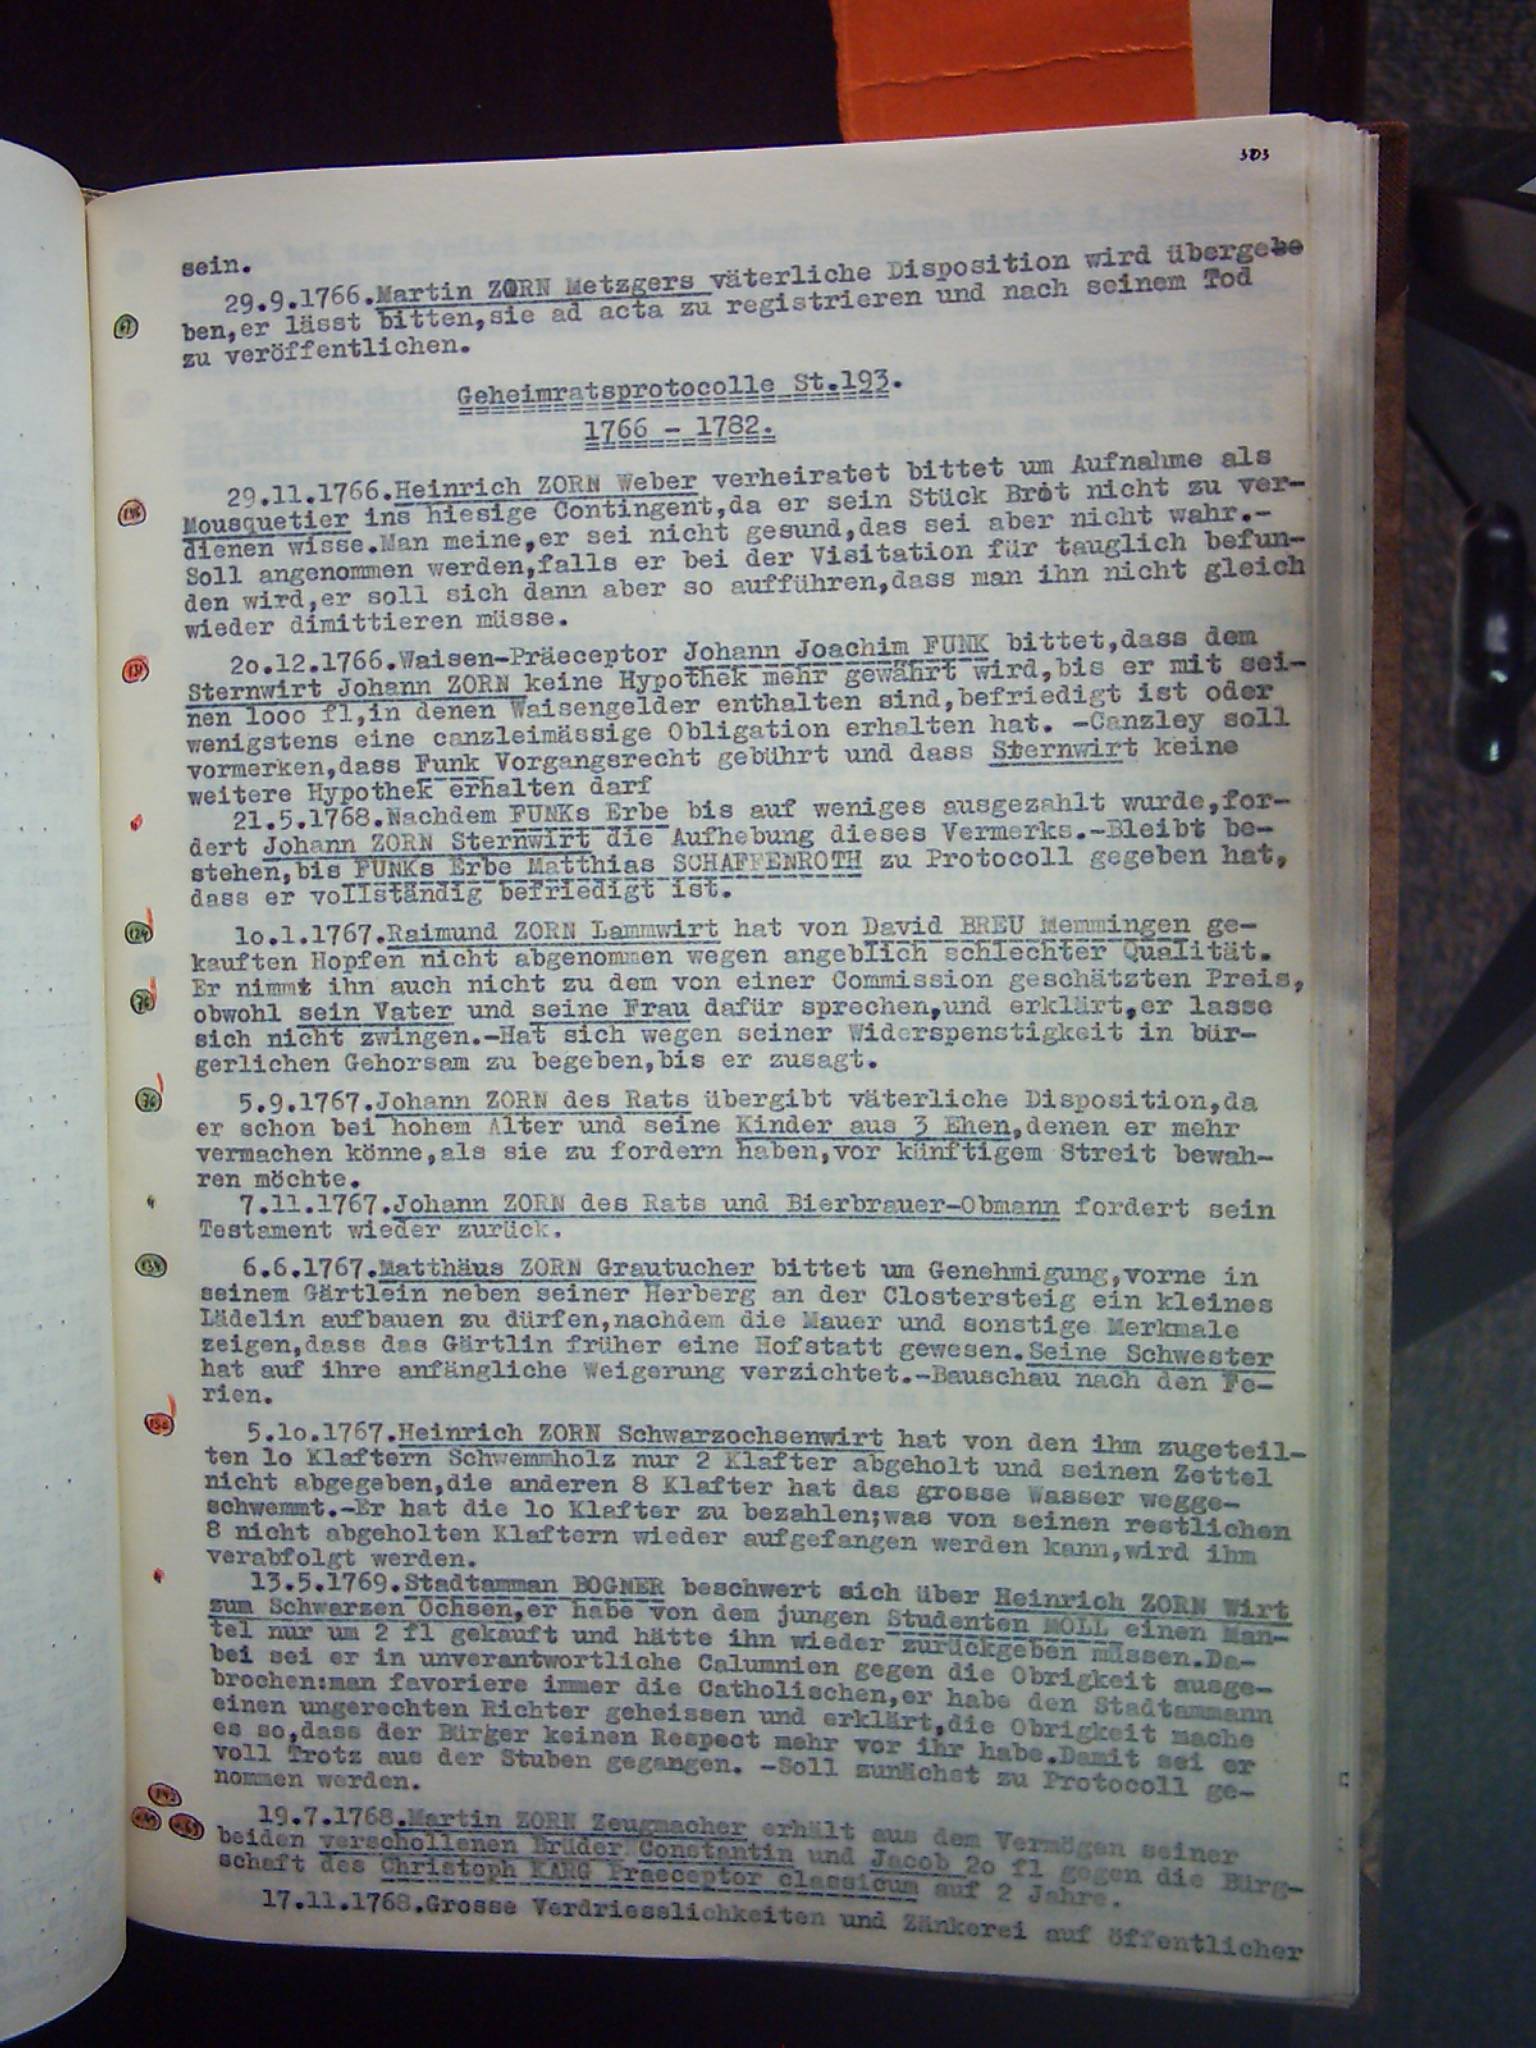 303
sein.
29.9.1766.Martin ZORN Metzgers väterliche Disposition wird übergebe
ben,er lässt bitten,sie ad acta zu registrieren und nach seinem Tod
zu veröffentlichen.
Geheimratsprotocolle St.193.
1766 - 1782.
29.11.1766.Heinrich ZORN Weber verheiratet bittet um Aufnahme als
Mousquetier ins hiesige Contingent,da er sein Stück Brot nicht zu ver-
dienen wisse.Man meine,er sei nicht gesund,das sei aber nicht wahr.-
Soll angenommen werden,falls er bei der Visitation für tauglich befun-
den wird,er soll sich dann aber so aufführen,dass man ihn nicht gleich
wieder dimittieren müsse.
2o.12.1766.Waisen-Präeceptor Johann Joachim FUNK bittet,dass dem
Sternwirt Johann ZORN keine Hypothek mehr gewährt wird,bis er mit sei-
nen 1ooo fl,in denen Waisengelder enthalten sind,befriedigt ist oder
wenigstens eine canzleimässige Obligation erhalten hat. -Canzley soll
vormerken,dass Funk Vorgangsrecht gebührt und dass Sternwirt keine
weitere Hypothek erhalten darf
21.5.1768.Nachdem FUNKs Erbe bis auf weniges ausgezahlt wurde,for-
dert Johann ZORN Sternwirt die Aufhebung dieses Vermerks.-Bleibt be-
stehen,bis FUNKs Erbe Matthias SCHAFFENROTH zu Protocoll gegeben hat,
dass er vollständig befriedigt ist.
124
1o.1.1767.Raimund ZORN Lammwirt hat von David BREU Memmingen ge-
kauften Hopfen nicht abgenommen wegen angeblich schlechter Qualität.
Er nimmt ihn auch nicht zu dem von einer Commission geschätzten Preis,
76
obwohl sein Vater und seine Frau dafür sprechen,und erklärt,er lasse
sich nicht zwingen.-Hat sich wegen seiner Widerspenstigkeit in bür-
gerlichen Gehorsam zu begeben,bis er zusagt.
76
5.9.1767.Johann ZORN des Rats übergibt väterliche Disposition,da
er schon bei hohem Alter und seine Kinder aus 3 Ehen,denen er mehr
vermachen könne,als sie zu fordern haben,vor künftigem Streit bewah-
ren möchte.
7.11.1767.Johann ZORN des Rats und Bierbrauer-Obmann fordert sein
Testament wieder zurück.
6.6.1767.Matthäus ZORN Grautucher bittet um Genehmigung,vorne in
seinem Gärtlein neben seiner Herberg an der Clostersteig ein kleines
Lädelin aufbauen zu dürfen,nachdem die Mauer und sonstige Merkmale
zeigen,dass das Gärtlin früher eine Hofstatt gewesen.Seine Schwester
hat auf ihre anfängliche Weigerung verzichtet.-Bauschau nach den Fe-
rien.
5.1o.1767.Heinrich ZORN Schwarzochsenwirt hat von den ihm zugeteil-
ten 1o Klaftern Schwemmholz nur 2 Klafter abgeholt und seinen Zettel
nicht abgegeben,die anderen 8 Klafter hat das grosse Wasser wegge-
schwemmt.-Er hat die 1o Klafter zu bezahlen;was von seinen restlichen
8 nicht abgeholten Klaftern wieder aufgefangen werden kann,wird ihm
verabfolgt werden.
13.5.1769.Stadtamman BOGNER beschwert sich über Heinrich ZORN Wirt
zum Schwarzen Ochsen,er habe von dem jungen Studenten MOLL einen Man-
tel nur um 2 fl gekauft und hätte ihn wieder zurückgeben müssen.Da-
bei sei er in unverantwortliche Calumnien gegen die Obrigkeit ausge-
brochen:man favoriere immer die Catholischen,er habe den Stadtammann
einen ungerechten Richter geheissen und erklärt,die Obrigkeit mache
es so,dass der Bürger keinen Respect mehr vor ihr habe.Damit sei er
voll Trotz aus der Stuben gegangen. -Soll zunächst zu Protocoll ge-
nommen werden.
19.7.1768.Martin ZORN Zeugmacher erhält aus dem Vermögen seiner
beiden verschollenen Brüder Constantin und Jacob 2o fl gegen die Bürg-
schaft des Christoph KARG Praeceptor classicum auf 2 Jahre.
17.11.1768.Grosse Verdriesslichkeiten und Zänkerei auf öffentlicher